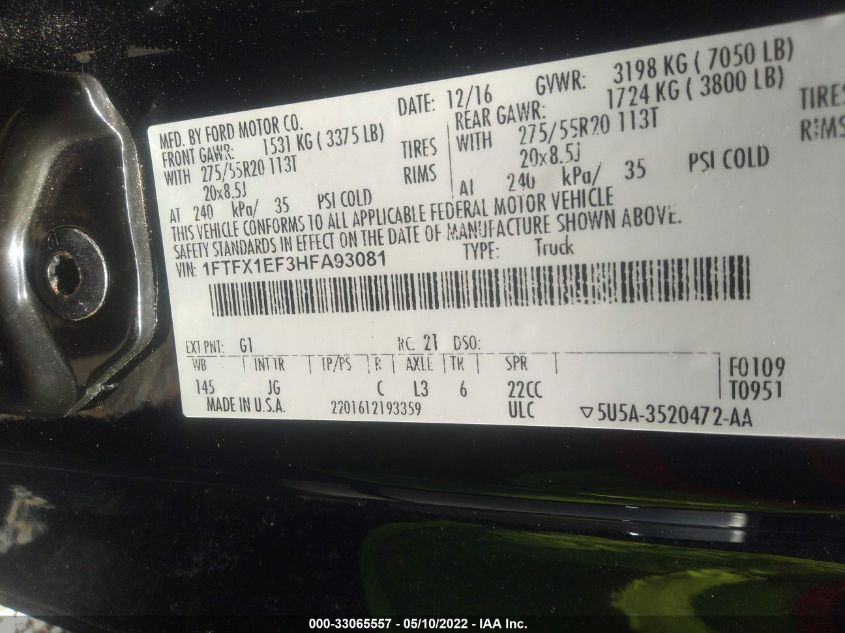 MFD. BY FORD MOTOR CO.
DATE: 12/16 GVWR: 3198 KG ( 7050 LB)
FRONT GAWR: 1531 KG ( 3375 LB) REAR GAWR: 1724 KG ( 3800 LB)
WITH 275/55R20 113T TIRES WITH 275/55R20 113T TIRES
20x8.5J RIMS 20x8.5J RIMS
AT 240 kPa/ 35 PSI COLD AT 240 kPa/ 35 PSI COLD
THIS VEHICLE CONFORMS TO ALL APPLICABLE FEDERAL MOTOR VEHICLE
SAFETY STANDARDS IN EFFECT ON THE DATE OF MANUFACTURE SHOWN ABOVE.
VIN: 1FTFX1EF3HFA93081 TYPE: Truck
EXT PNT: G1 RC: 21 DSO:
WB INT TR TP/PS R AXLE TR SPR F0109
145 JG C L3 6 22CC T0951
MADE IN U.S.A. 2201612193359 ULC ▽5U5A-3520472-AA
000-33065557 — 05/10/2022 — IAA Inc.